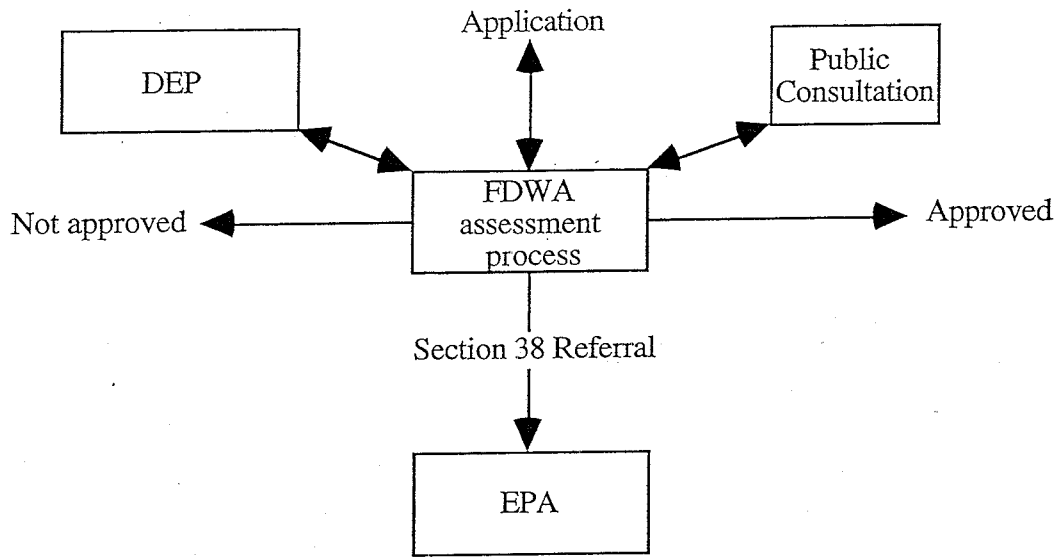 Application
DEP
Public
Consultation
FDWA
assessment
process
Not approved
Approved
Section 38 Referral
EPA